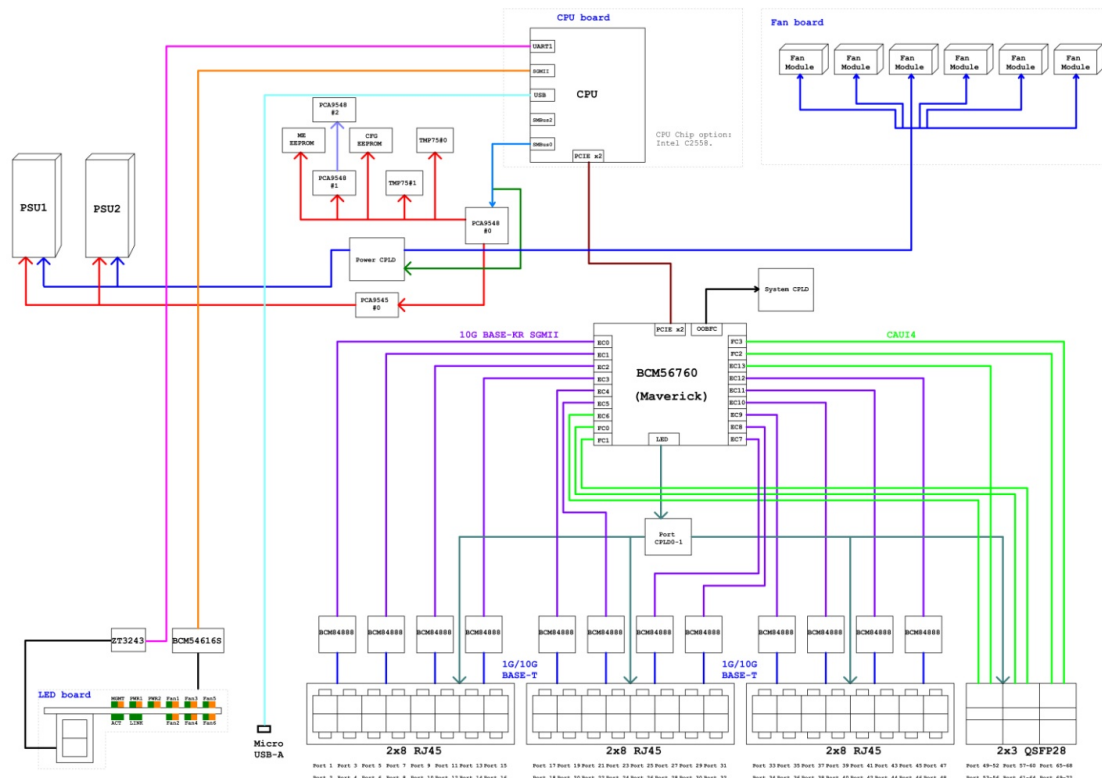 CPU board
Fan board
UART1
SGMII
USB
SMBus2
SMBus0
CPU
PCIE x2
CPU Chip option:
Intel C2558.
Fan
Module
Fan
Module
Fan
Module
Fan
Module
Fan
Module
Fan
Module
PCA9548
#2
ME
EEPROM
CFG
EEPROM
TMP75#0
PCA9548
#1
TMP75#1
PSU1
PSU2
PCA9548
#0
Power CPLD
PCA9545
#0
System CPLD
10G BASE-KR SGMII
CAUI4
PCIE x2
OOBFC
BCM56760
(Maverick)
EC0
EC1
EC2
EC3
EC4
EC5
EC6
FC0
FC1
FC3
FC2
EC13
EC12
EC11
EC10
EC9
EC8
EC7
LED
Port
CPLD0-1
ZT3243
BCM54616S
BCM84888
BCM84888
BCM84888
BCM84888
BCM84888
BCM84888
BCM84888
BCM84888
BCM84888
BCM84888
BCM84888
BCM84888
1G/10G
BASE-T
1G/10G
BASE-T
LED board
MGMT PWR1 PWR2 Fan1 Fan3 Fan5
ACT LINK Fan2 Fan4 Fan6
Micro
USB-A
2x8 RJ45
2x8 RJ45
2x8 RJ45
2x3 QSFP28
Port 1 Port 3 Port 5 Port 7 Port 9 Port 11 Port 13 Port 15
Port 17 Port 19 Port 21 Port 23 Port 25 Port 27 Port 29 Port 31
Port 33 Port 35 Port 37 Port 39 Port 41 Port 43 Port 45 Port 47
Port 49-52 Port 57-60 Port 65-68